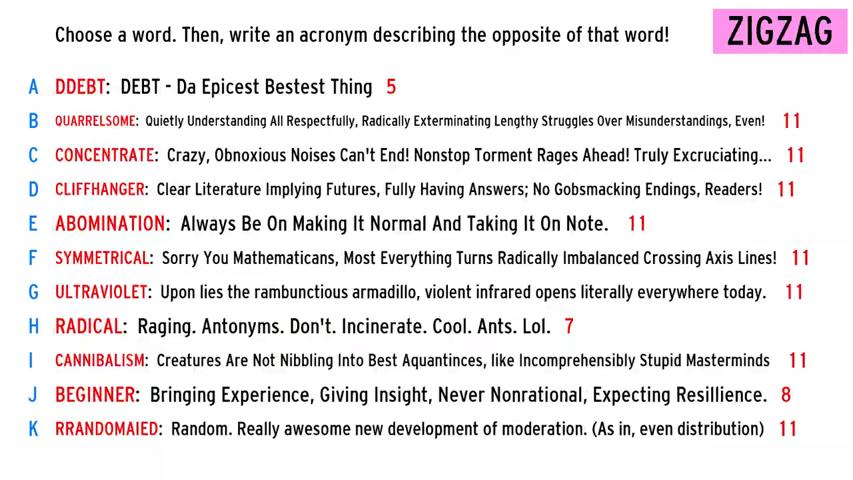 Choose a word. Then, write an acronym describing the opposite of that word!
ZIGZAG
A DDEBT: DEBT - Da Epicest Bestest Thing 5
B QUARRELSOME: Quietly Understanding All Respectfully, Radically Exterminating Lengthy Struggles Over Misunderstandings, Even! 11
C CONCENTRATE: Crazy, Obnoxious Noises Can't End! Nonstop Torment Rages Ahead! Truly Excruciating... 11
D CLIFFHANGER: Clear Literature Implying Futures, Fully Having Answers; No Gobsmacking Endings, Readers! 11
E ABOMINATION: Always Be On Making It Normal And Taking It On Note. 11
F SYMMETRICAL: Sorry You Mathematicans, Most Everything Turns Radically Imbalanced Crossing Axis Lines! 11
G ULTRAVIOLET: Upon lies the rambunctious armadillo, violent infrared opens literally everywhere today. 11
H RADICAL: Raging. Antonyms. Don't. Incinerate. Cool. Ants. Lol. 7
I CANNIBALISM: Creatures Are Not Nibbling Into Best Aquantinces, like Incomprehensibly Stupid Masterminds 11
J BEGINNER: Bringing Experience, Giving Insight, Never Nonrational, Expecting Resillience. 8
K RRANDOMAIED: Random. Really awesome new development of moderation. (As in, even distribution) 11